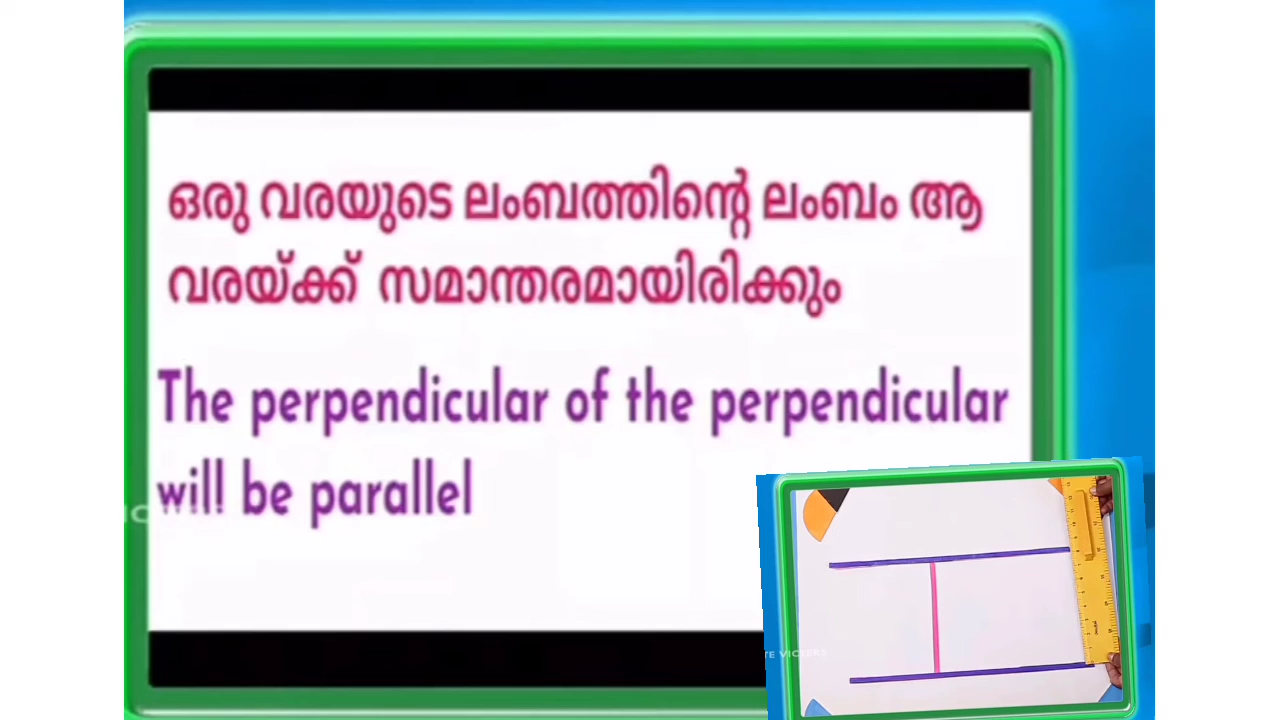 ഒരു വരയുടെ ലംബത്തിന്റെ ലംബം ആ
വരയ്ക്ക് സമാന്തരമായിരിക്കും
The perpendicular of the perpendicular
will be parallel